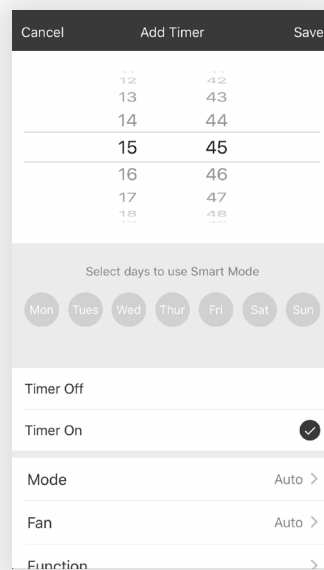 Cancel Add Timer Save
12 42
13 43
14 44
15 45
16 46
17 47
18 48
Select days to use Smart Mode
Mon Tues Wed Thur Fri Sat Sun
Timer Off
Timer On
Mode Auto
Fan Auto
Function